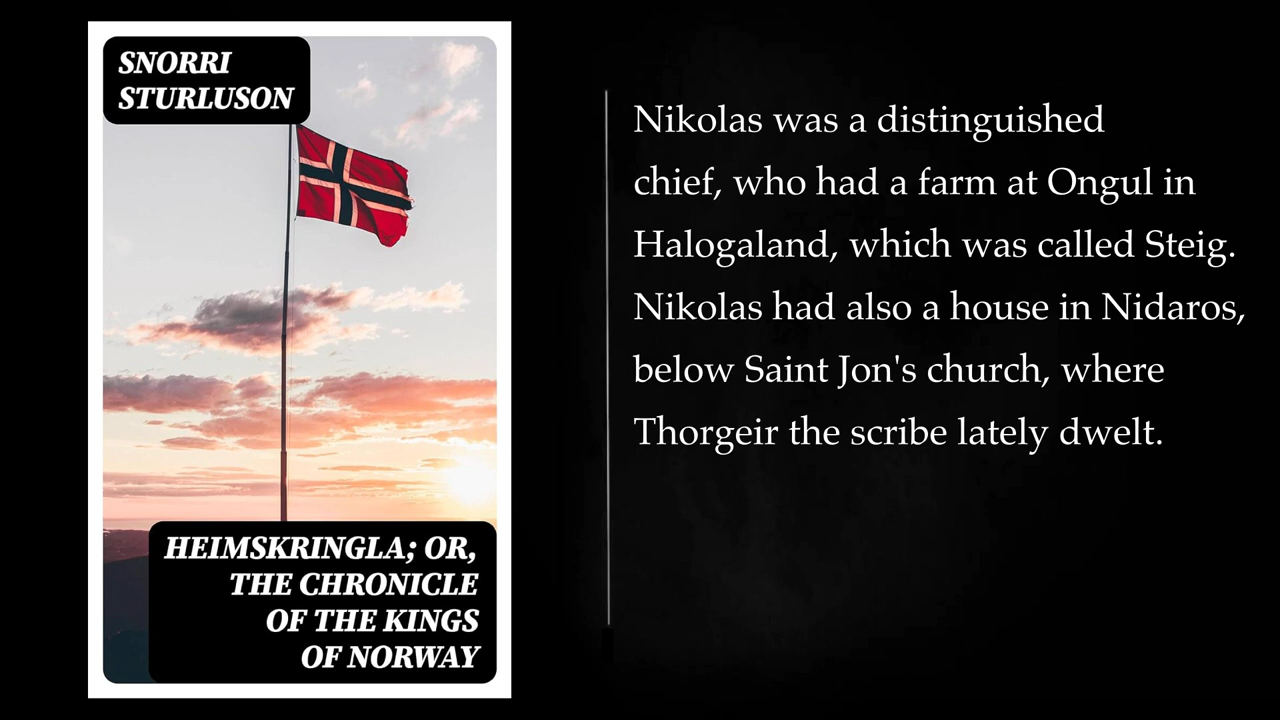 SNORRI
STURLUSON
HEIMSKRINGLA; OR,
THE CHRONICLE
OF THE KINGS
OF NORWAY
Nikolas was a distinguished
chief, who had a farm at Ongul in
Halogaland, which was called Steig.
Nikolas had also a house in Nidaros,
below Saint Jon's church, where
Thorgeir the scribe lately dwelt.